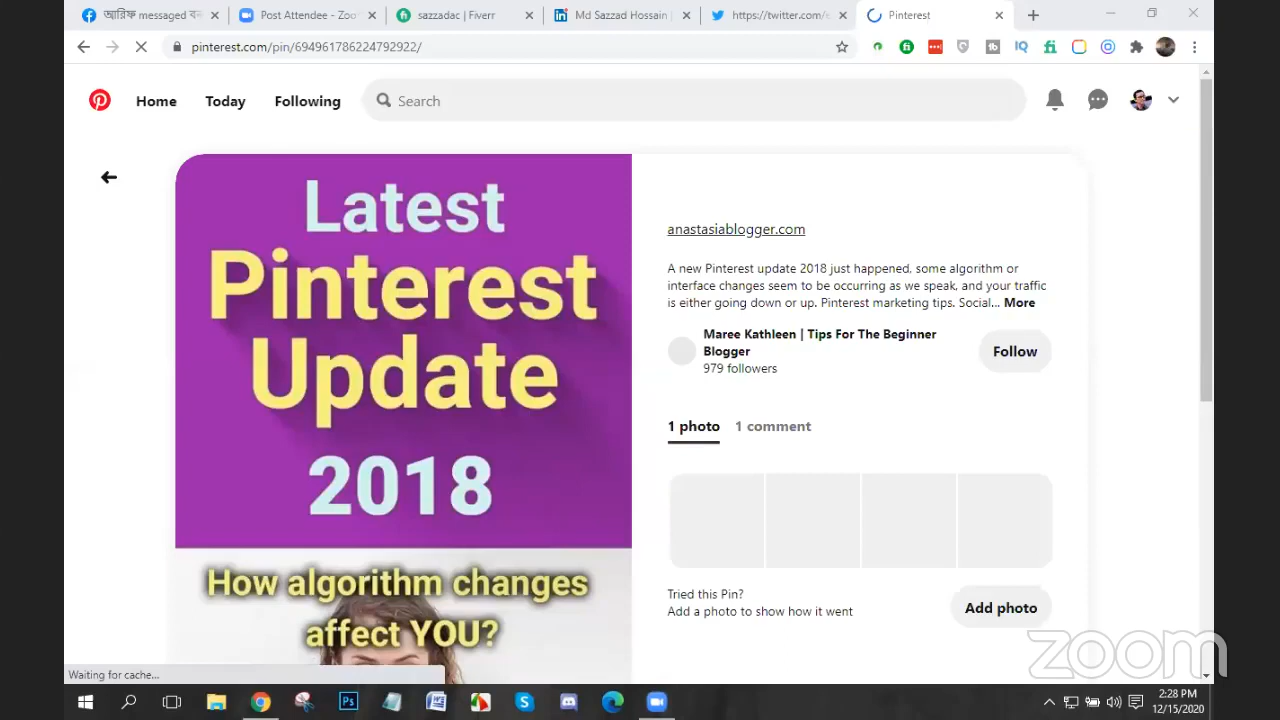 আরিফ messaged
Post Attendee - Zoo
sazzadac | Fiverr
Md Sazzad Hossain |
https://twitter.com/
Pinterest
pinterest.com/pin/694961786224792922/
Home
Today
Following
Search
Latest
Pinterest
Update
2018
How algorithm changes
affect YOU?
anastasiablogger.com
A new Pinterest update 2018 just happened, some algorithm or
interface changes seem to be occurring as we speak, and your traffic
is either going down or up. Pinterest marketing tips. Social... More
Maree Kathleen | Tips For The Beginner
Blogger
979 followers
Follow
1 photo
1 comment
Tried this Pin?
Add a photo to show how it went
Add photo
zoom
Waiting for cache...
2:28 PM
12/15/2020